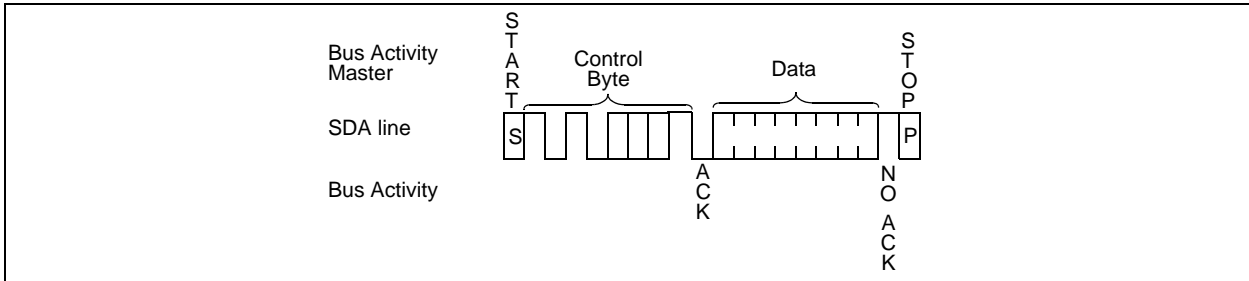 Bus Activity
Master
START
Control
Byte
Data
STOP
SDA line
S
P
Bus Activity
ACK
NO ACK